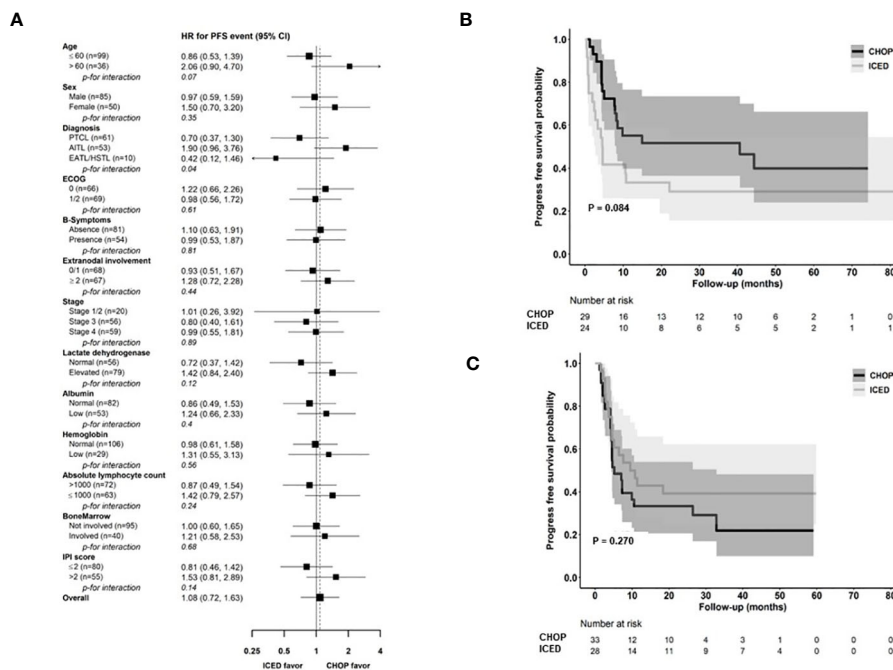 A
HR for PFS event (95% CI)
Age
≤ 60 (n=99) 0.86 (0.53, 1.39)
> 60 (n=36) 2.06 (0.90, 4.70)
p-for interaction 0.07
Sex
Male (n=85) 0.97 (0.59, 1.59)
Female (n=50) 1.50 (0.70, 3.20)
p-for interaction 0.35
Diagnosis
PTCL (n=61) 0.70 (0.37, 1.30)
AITL (n=53) 1.90 (0.96, 3.76)
EATL/HSTL (n=10) 0.42 (0.12, 1.46)
p-for interaction 0.04
ECOG
0 (n=66) 1.22 (0.66, 2.26)
1/2 (n=69) 0.98 (0.56, 1.72)
p-for interaction 0.61
B-Symptoms
Absence (n=81) 1.10 (0.63, 1.91)
Presence (n=54) 0.99 (0.53, 1.87)
p-for interaction 0.81
Extranodal involvement
0/1 (n=68) 0.93 (0.51, 1.67)
≥ 2 (n=67) 1.28 (0.72, 2.28)
p-for interaction 0.44
Stage
Stage 1/2 (n=20) 1.01 (0.26, 3.92)
Stage 3 (n=56) 0.80 (0.40, 1.61)
Stage 4 (n=59) 0.99 (0.55, 1.81)
p-for interaction 0.89
Lactate dehydrogenase
Normal (n=56) 0.72 (0.37, 1.42)
Elevated (n=79) 1.42 (0.84, 2.40)
p-for interaction 0.12
Albumin
Normal (n=82) 0.86 (0.49, 1.53)
Low (n=53) 1.24 (0.66, 2.33)
p-for interaction 0.4
Hemoglobin
Normal (n=106) 0.98 (0.61, 1.58)
Low (n=29) 1.31 (0.55, 3.13)
p-for interaction 0.56
Absolute lymphocyte count
>1000 (n=72) 0.87 (0.49, 1.54)
≤ 1000 (n=63) 1.42 (0.79, 2.57)
p-for interaction 0.24
BoneMarrow
Not involved (n=95) 1.00 (0.60, 1.65)
Involved (n=40) 1.21 (0.58, 2.53)
p-for interaction 0.68
IPI score
≤2 (n=80) 0.81 (0.46, 1.42)
>2 (n=55) 1.53 (0.81, 2.89)
p-for interaction 0.14
Overall 1.08 (0.72, 1.63)
0.25 0.5 1 2 4
ICED favor CHOP favor
B
Progress free survival probability
1.0
0.8
0.6
0.4
0.2
0.0
CHOP
ICED
P = 0.084
0 10 20 30 40 50 60 70 80
Follow-up (months)
Number at risk
CHOP 29 16 13 12 10 6 2 1 0
ICED 24 10 8 6 5 5 2 1 1
C
Progress free survival probability
1.0
0.8
0.6
0.4
0.2
0.0
CHOP
ICED
P = 0.270
0 10 20 30 40 50 60 70 80
Follow-up (months)
Number at risk
CHOP 33 12 10 4 3 1 0 0 0
ICED 28 14 11 9 7 4 0 0 0